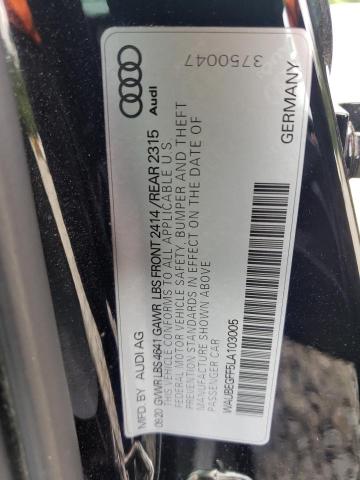 Audi
3750047
MFD. BY AUDI AG
09.20 GVWR LBS 4641 GAWR LBS FRONT 2414 /REAR 2315
THIS VEHICLE CONFORMS TO ALL APPLICABLE U.S.
FEDERAL MOTOR VEHICLE SAFETY, BUMPER AND THEFT
PREVENTION STANDARDS IN EFFECT ON THE DATE OF
MANUFACTURE SHOWN ABOVE
PASSENGER CAR
WAUBEGFF5LA103005
GERMANY